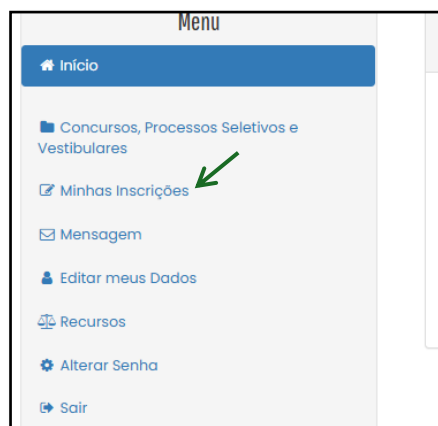 Menu
Início
Concursos, Processos Seletivos e
Vestibulares
Minhas Inscrições
Mensagem
Editar meus Dados
Recursos
Alterar Senha
Sair